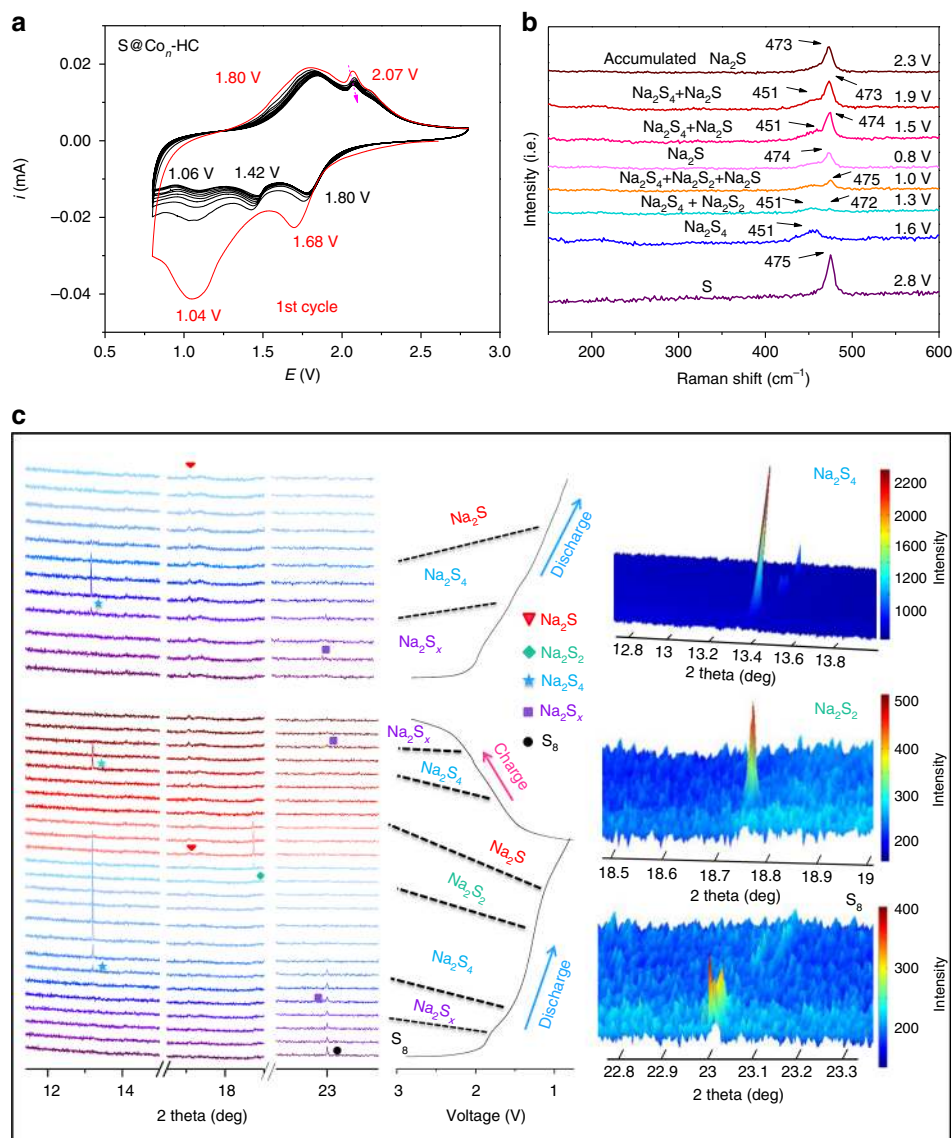 a
S@Coₙ-HC
1.80 V
2.07 V
1.06 V
1.42 V
1.80 V
1.68 V
1.04 V
1st cycle
0.02
0.00
−0.02
−0.04
i (mA)
0.5 1.0 1.5 2.0 2.5 3.0
E (V)
b
473
Accumulated Na₂S
2.3 V
Na₂S₄+Na₂S
451
473
1.9 V
Na₂S₄+Na₂S
451
474
1.5 V
Na₂S
474
0.8 V
Na₂S₄+Na₂S₂+Na₂S
475
1.0 V
Na₂S₄ + Na₂S₂
451
472
1.3 V
Na₂S₄
451
1.6 V
475
S
2.8 V
Intensity (i.e.)
200 300 400 500 600
Raman shift (cm⁻¹)
c
Na₂S
Na₂S₄
Na₂Sₓ
Discharge
Na₂S
Na₂S₂
Na₂S₄
Na₂Sₓ
S₈
Na₂Sₓ
Na₂S₄
Charge
Na₂S
Na₂S₂
Na₂S₄
Na₂Sₓ
S₈
Discharge
12 14 18 19 23
2 theta (deg)
3 2 1
Voltage (V)
Na₂S₄
2200
2000
1600
1200
1000
Intensity
12.8 13 13.4 13.6 13.8
2 theta (deg)
Na₂S₂
500
400
300
200
Intensity
18.5 18.6 18.7 18.8 18.9 19
2 theta (deg)
S₈
400
300
200
Intensity
22.8 22.9 23 23.1 23.2 23.3
2 theta (deg)